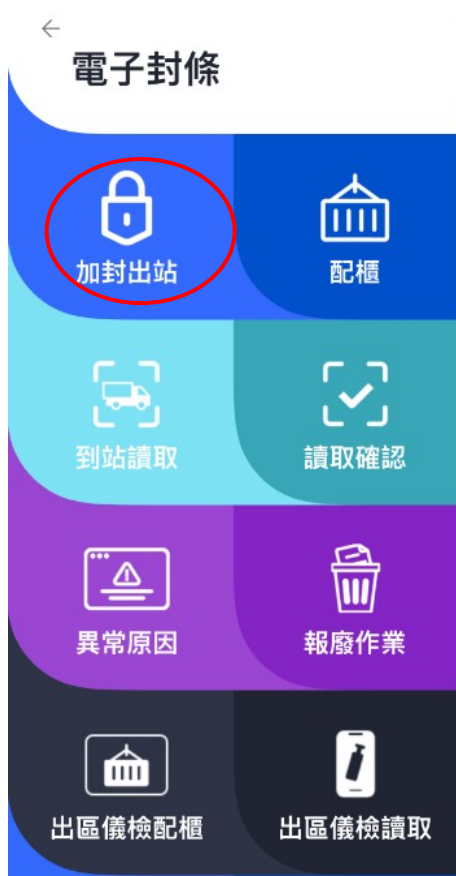 電子封條
加封出站
配櫃
到站讀取
讀取確認
異常原因
報廢作業
出區儀檢配櫃
出區儀檢讀取